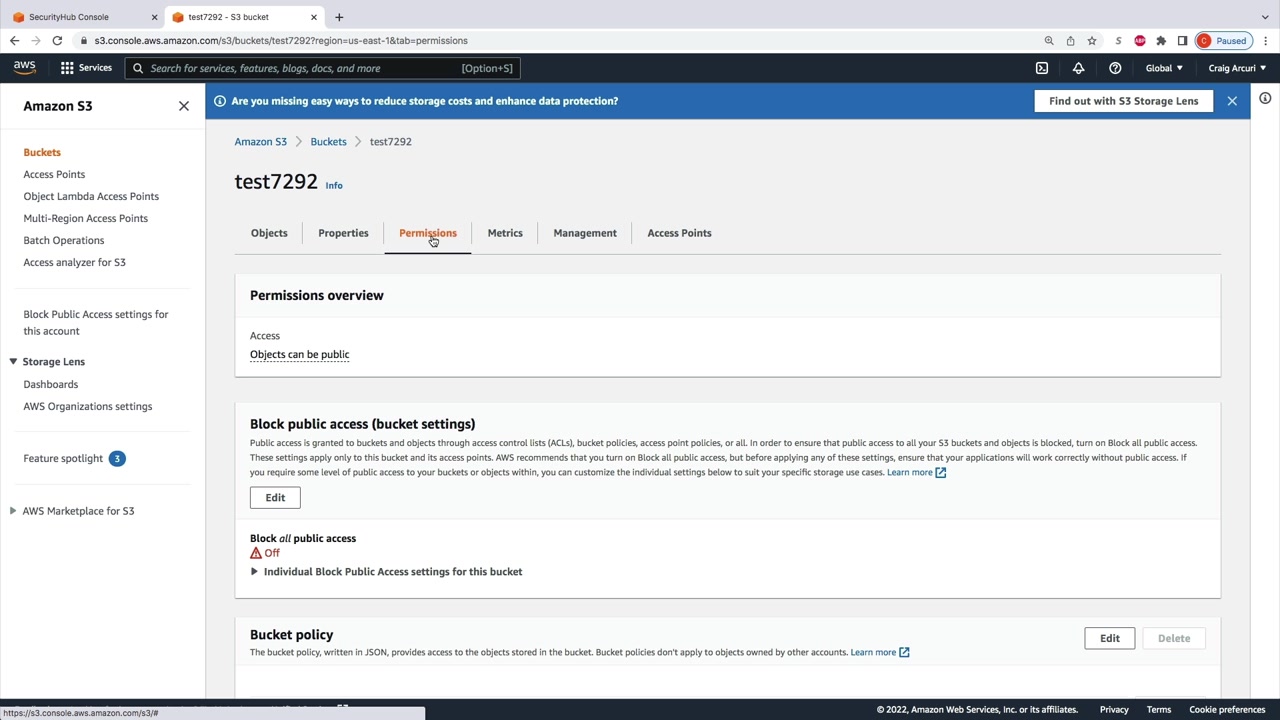 SecurityHub Console
test7292 - S3 bucket
s3.console.aws.amazon.com/s3/buckets/test7292?region=us-east-1&tab=permissions
S
ABP
C Paused
aws
Services
Search for services, features, blogs, docs, and more [Option+S]
Global
Craig Arcuri
Amazon S3
Buckets
Access Points
Object Lambda Access Points
Multi-Region Access Points
Batch Operations
Access analyzer for S3
Block Public Access settings for
this account
Storage Lens
Dashboards
AWS Organizations settings
Feature spotlight 3
AWS Marketplace for S3
Are you missing easy ways to reduce storage costs and enhance data protection?
Find out with S3 Storage Lens
Amazon S3 > Buckets > test7292
test7292 Info
Objects Properties Permissions Metrics Management Access Points
Permissions overview
Access
Objects can be public
Block public access (bucket settings)
Public access is granted to buckets and objects through access control lists (ACLs), bucket policies, access point policies, or all. In order to ensure that public access to all your S3 buckets and objects is blocked, turn on Block all public access.
These settings apply only to this bucket and its access points. AWS recommends that you turn on Block all public access, but before applying any of these settings, ensure that your applications will work correctly without public access. If
you require some level of public access to your buckets or objects within, you can customize the individual settings below to suit your specific storage use cases. Learn more
Edit
Block all public access
Off
Individual Block Public Access settings for this bucket
Bucket policy
Edit Delete
The bucket policy, written in JSON, provides access to the objects stored in the bucket. Bucket policies don't apply to objects owned by other accounts. Learn more
https://s3.console.aws.amazon.com/s3/#
© 2022, Amazon Web Services, Inc. or its affiliates. Privacy Terms Cookie preferences